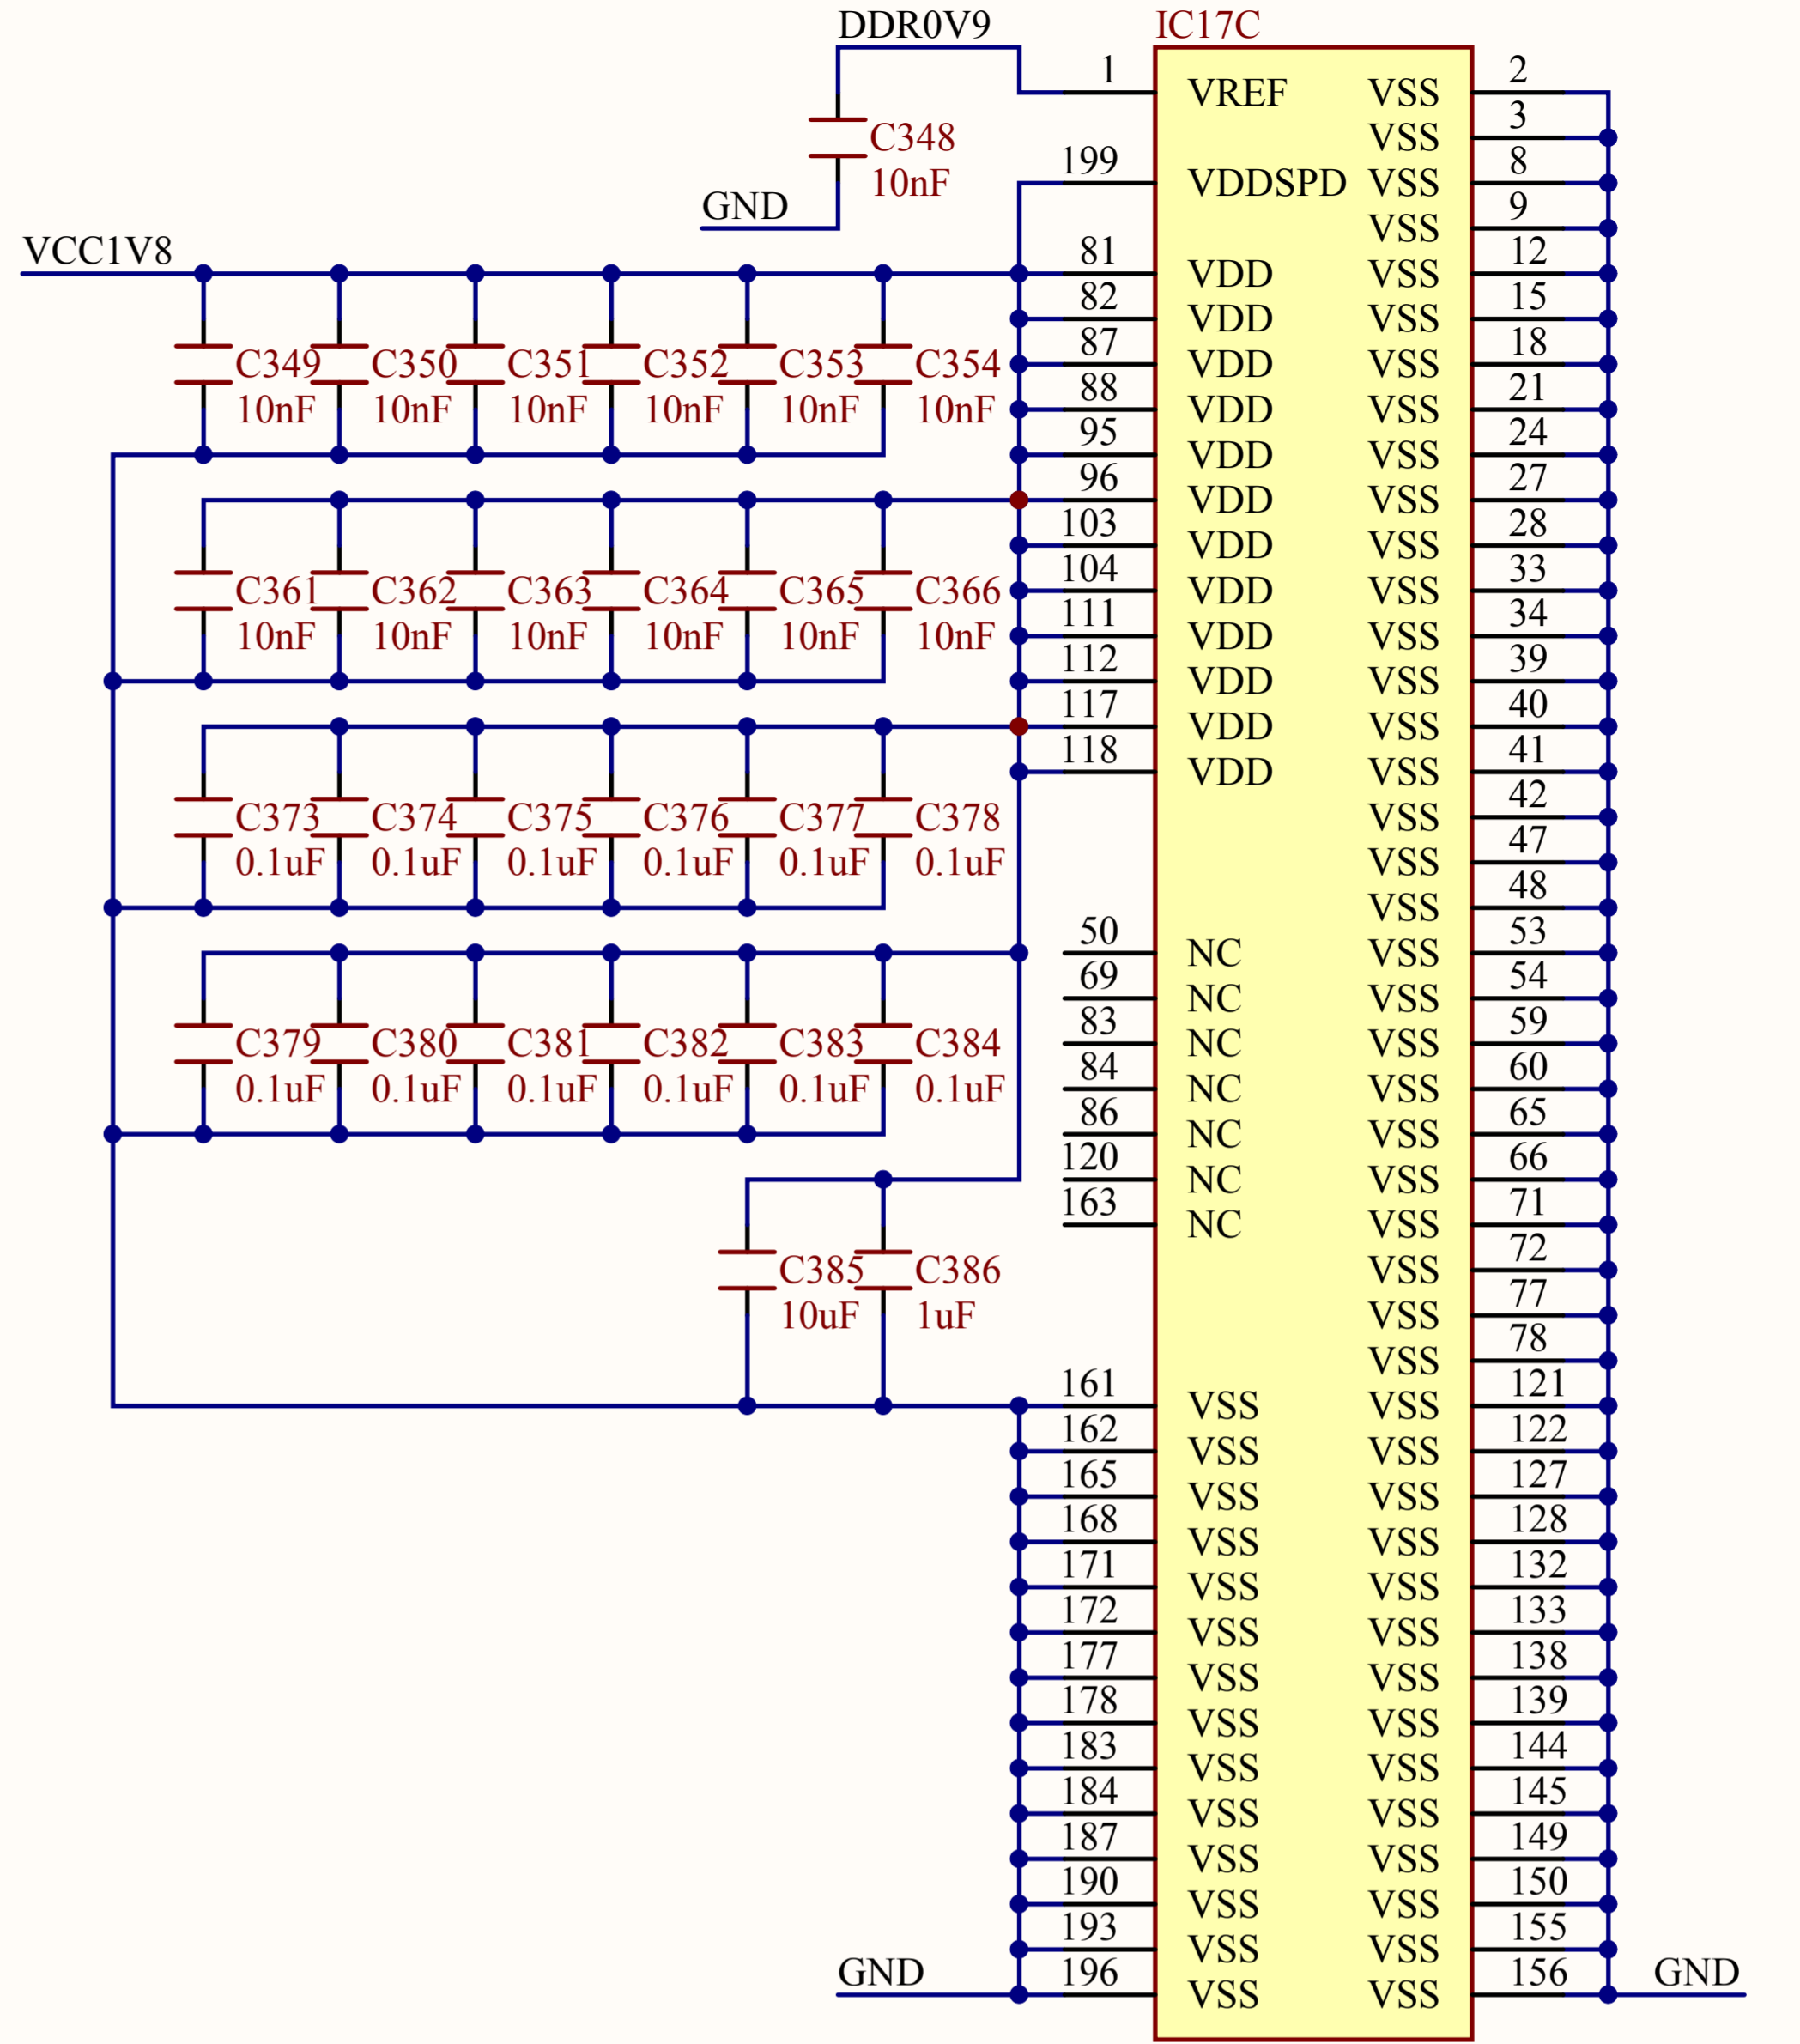 DDR0V9 IC17C
1 VREF VSS 2
C348 VSS 3
10nF 199 VDDSPD VSS 8
GND VSS 9
VCC1V8 81 VDD VSS 12
82 VDD VSS 15
C349 C350 C351 C352 C353 C354 87 VDD VSS 18
10nF 10nF 10nF 10nF 10nF 10nF 88 VDD VSS 21
95 VDD VSS 24
96 VDD VSS 27
103 VDD VSS 28
C361 C362 C363 C364 C365 C366 104 VDD VSS 33
10nF 10nF 10nF 10nF 10nF 10nF 111 VDD VSS 34
112 VDD VSS 39
117 VDD VSS 40
118 VDD VSS 41
C373 C374 C375 C376 C377 C378 VSS 42
0.1uF 0.1uF 0.1uF 0.1uF 0.1uF 0.1uF VSS 47
VSS 48
50 NC VSS 53
69 NC VSS 54
C379 C380 C381 C382 C383 C384 83 NC VSS 59
0.1uF 0.1uF 0.1uF 0.1uF 0.1uF 0.1uF 84 NC VSS 60
86 NC VSS 65
120 NC VSS 66
163 NC VSS 71
C385 C386 VSS 72
10uF 1uF VSS 77
VSS 78
161 VSS VSS 121
162 VSS VSS 122
165 VSS VSS 127
168 VSS VSS 128
171 VSS VSS 132
172 VSS VSS 133
177 VSS VSS 138
178 VSS VSS 139
183 VSS VSS 144
184 VSS VSS 145
187 VSS VSS 149
190 VSS VSS 150
193 VSS VSS 155
GND 196 VSS VSS 156 GND